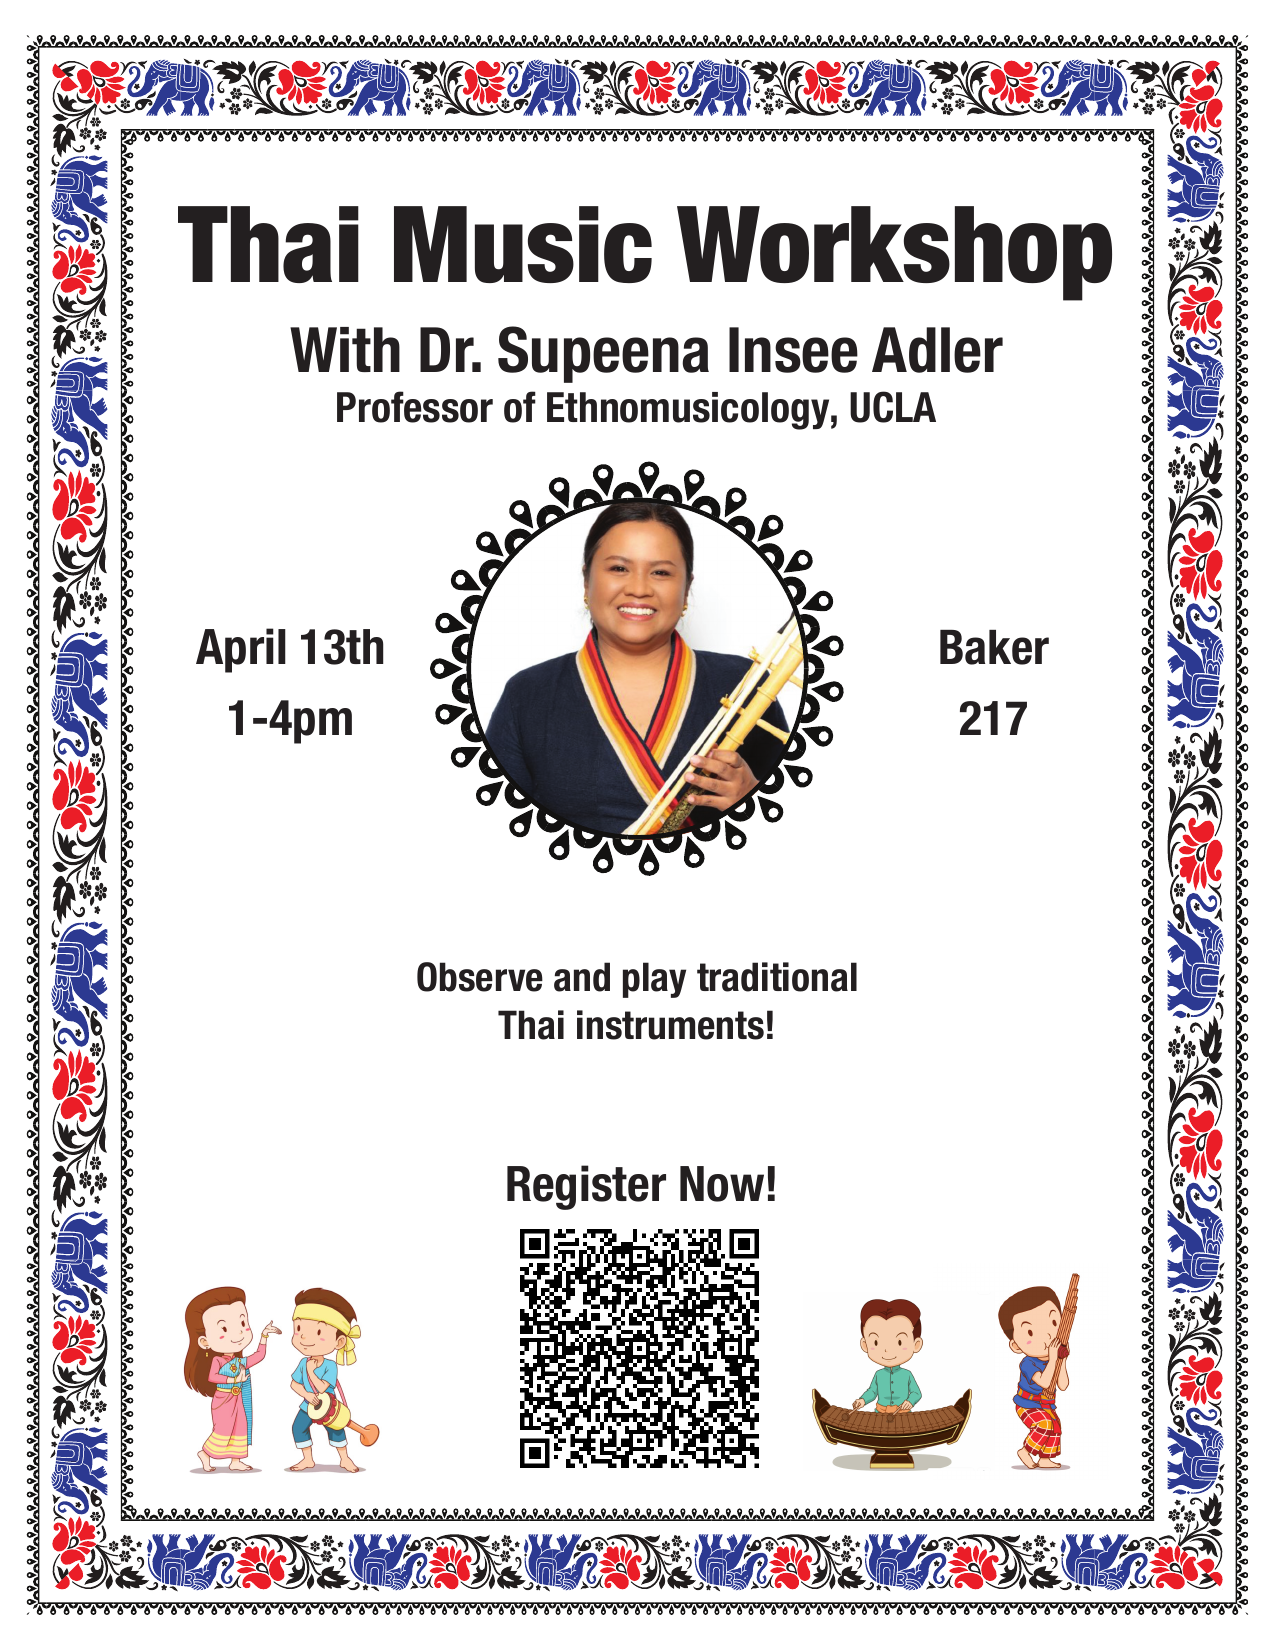 Thai Music Workshop
With Dr. Supeena Insee Adler
Professor of Ethnomusicology, UCLA
April 13th
1-4pm
Baker
217
Observe and play traditional
Thai instruments!
Register Now!